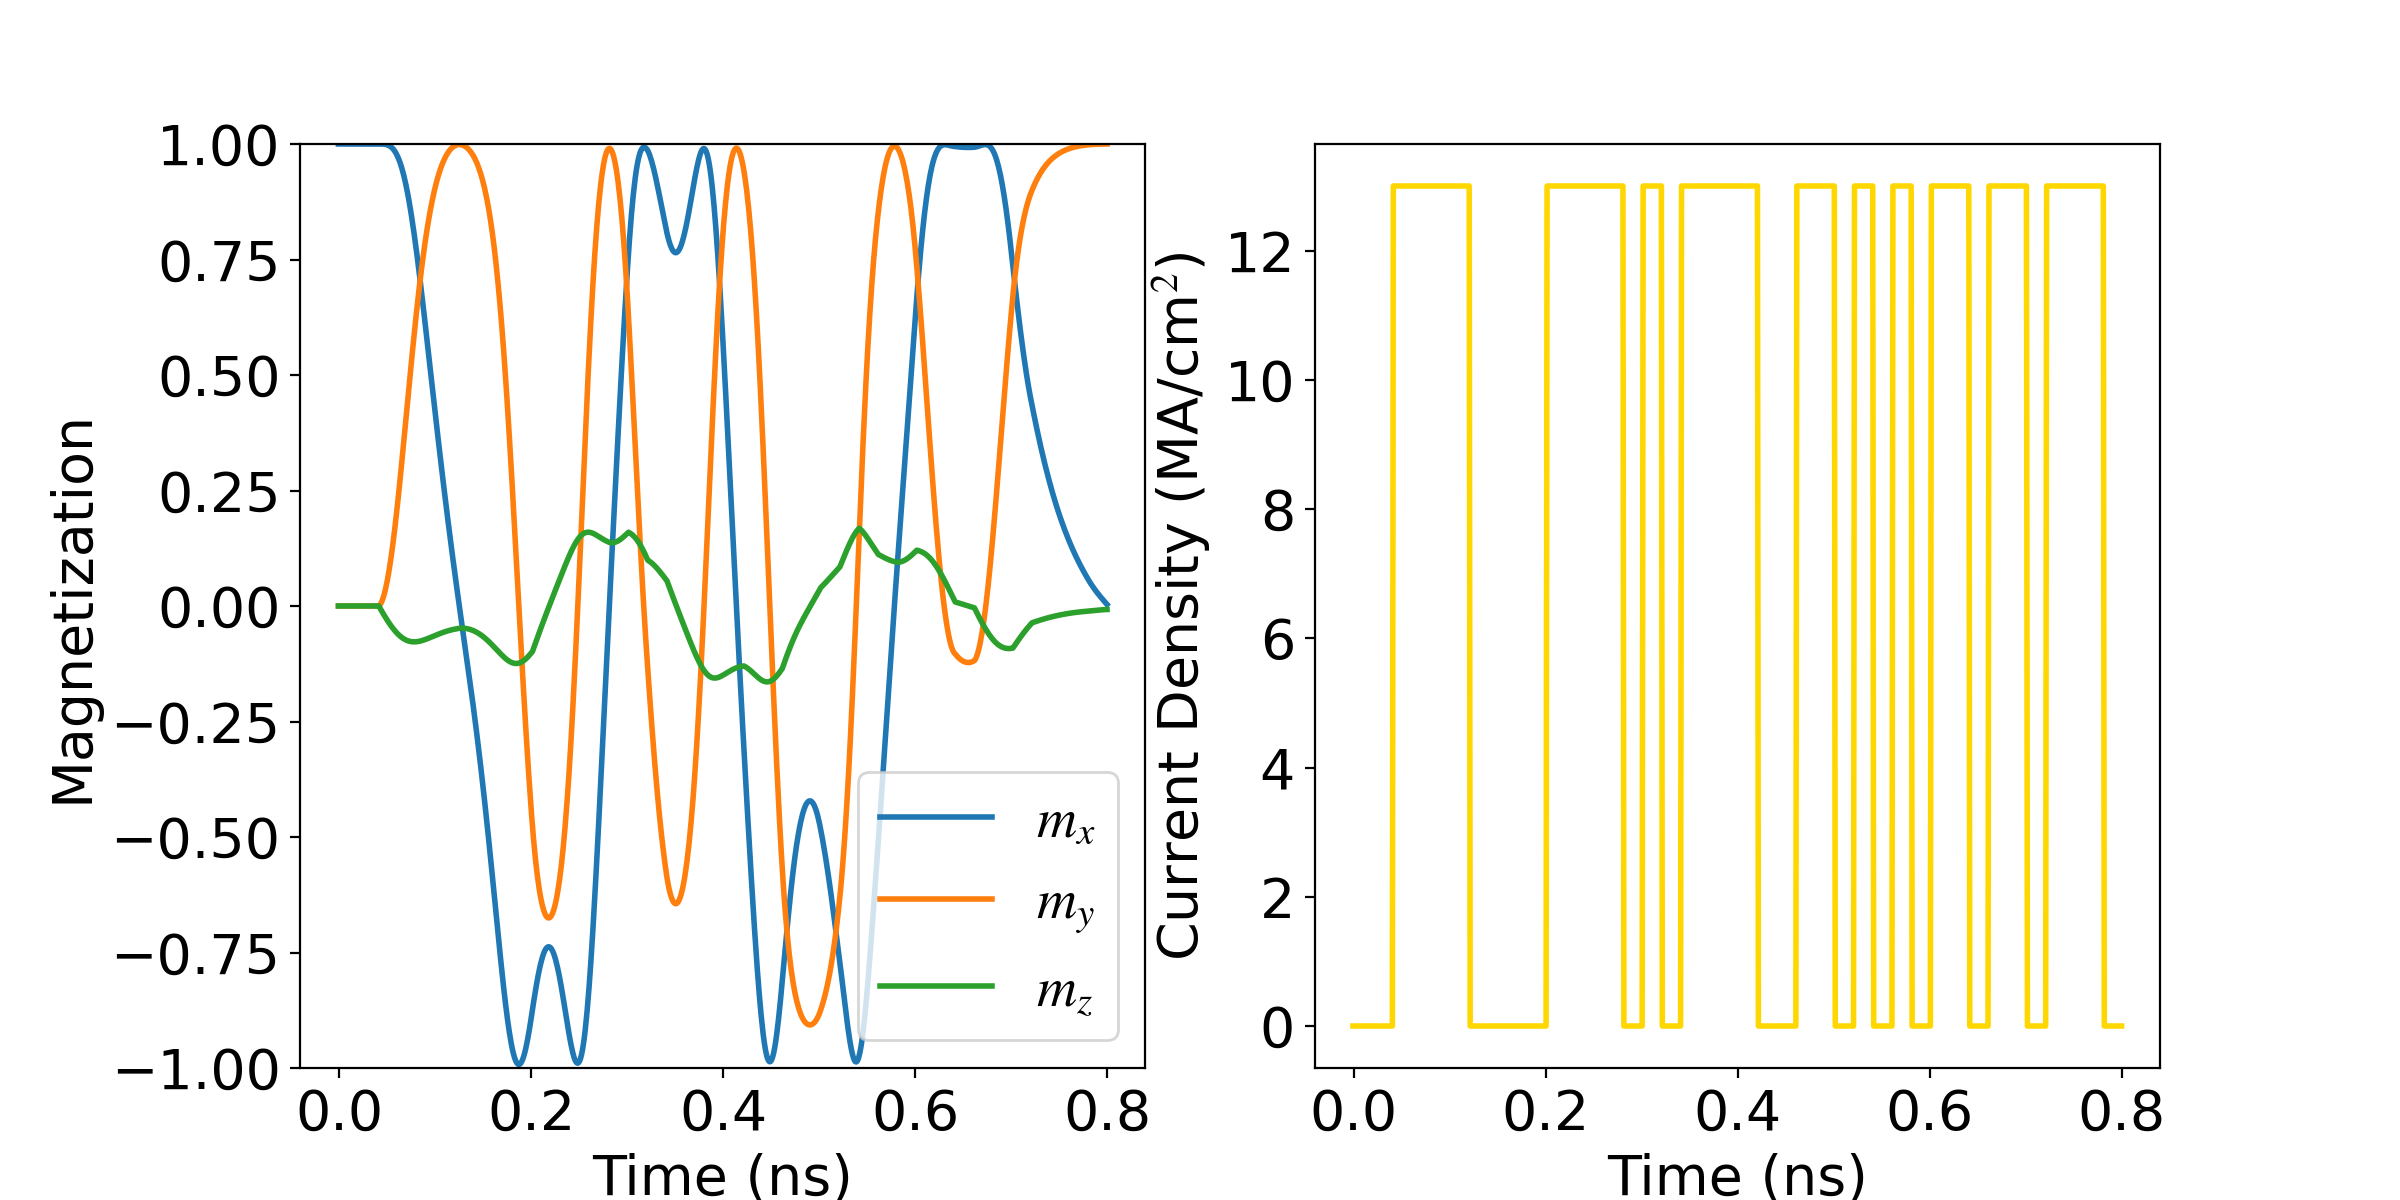 Magnetization
1.00
0.75
0.50
0.25
0.00
−0.25
−0.50
−0.75
−1.00
0.0 0.2 0.4 0.6 0.8
Time (ns)
m_x
m_y
m_z
Current Density (MA/cm²)
12
10
8
6
4
2
0
0.0 0.2 0.4 0.6 0.8
Time (ns)